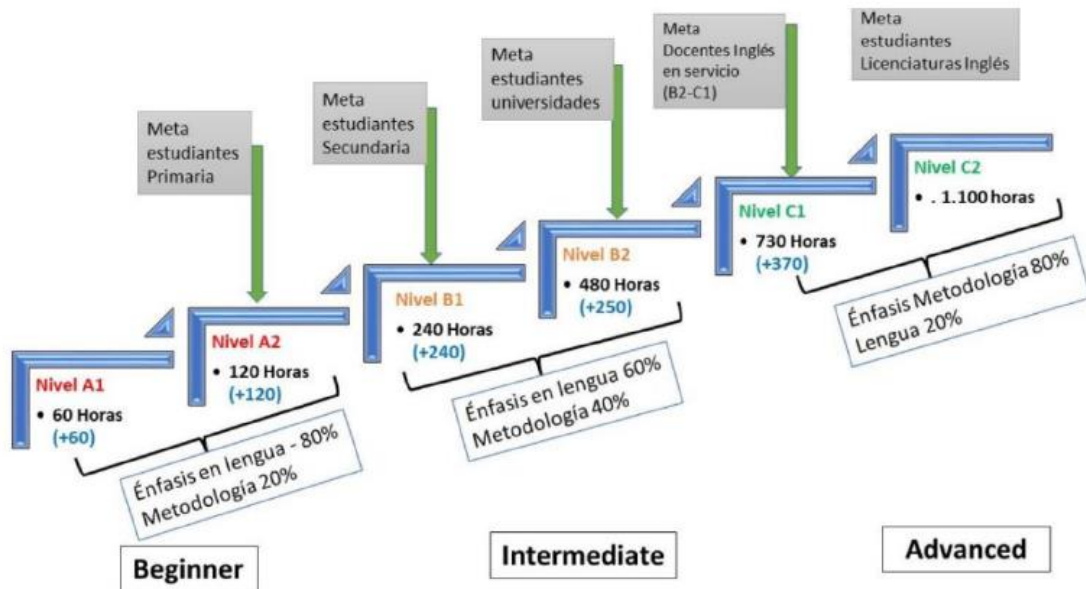 Meta
estudiantes
Primaria
Meta
estudiantes
Secundaria
Meta
estudiantes
universidades
Meta
Docentes Inglés
en servicio
(B2-C1)
Meta
estudiantes
Licenciaturas Inglés
Nivel A1
• 60 Horas
(+60)
Nivel A2
• 120 Horas
(+120)
Nivel B1
• 240 Horas
(+240)
Nivel B2
• 480 Horas
(+250)
Nivel C1
• 730 Horas
(+370)
Nivel C2
• . 1.100 horas
Énfasis en lengua - 80%
Metodología 20%
Énfasis en lengua 60%
Metodología 40%
Énfasis Metodología 80%
Lengua 20%
Beginner
Intermediate
Advanced